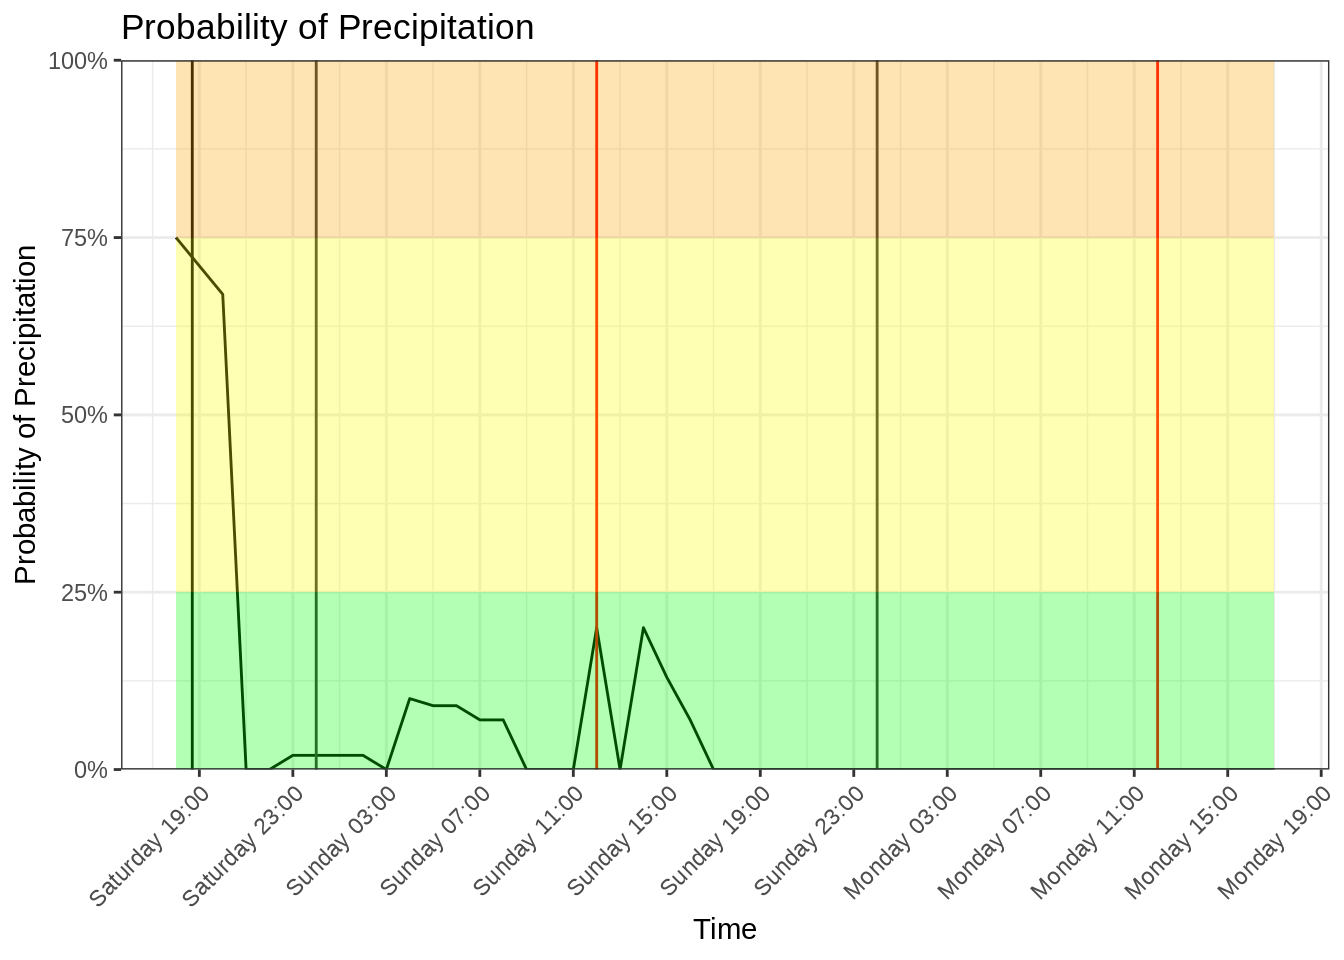 Probability of Precipitation
Probability of Precipitation
100%
75%
50%
25%
0%
Saturday 19:00
Saturday 23:00
Sunday 03:00
Sunday 07:00
Sunday 11:00
Sunday 15:00
Sunday 19:00
Sunday 23:00
Monday 03:00
Monday 07:00
Monday 11:00
Monday 15:00
Monday 19:00
Time